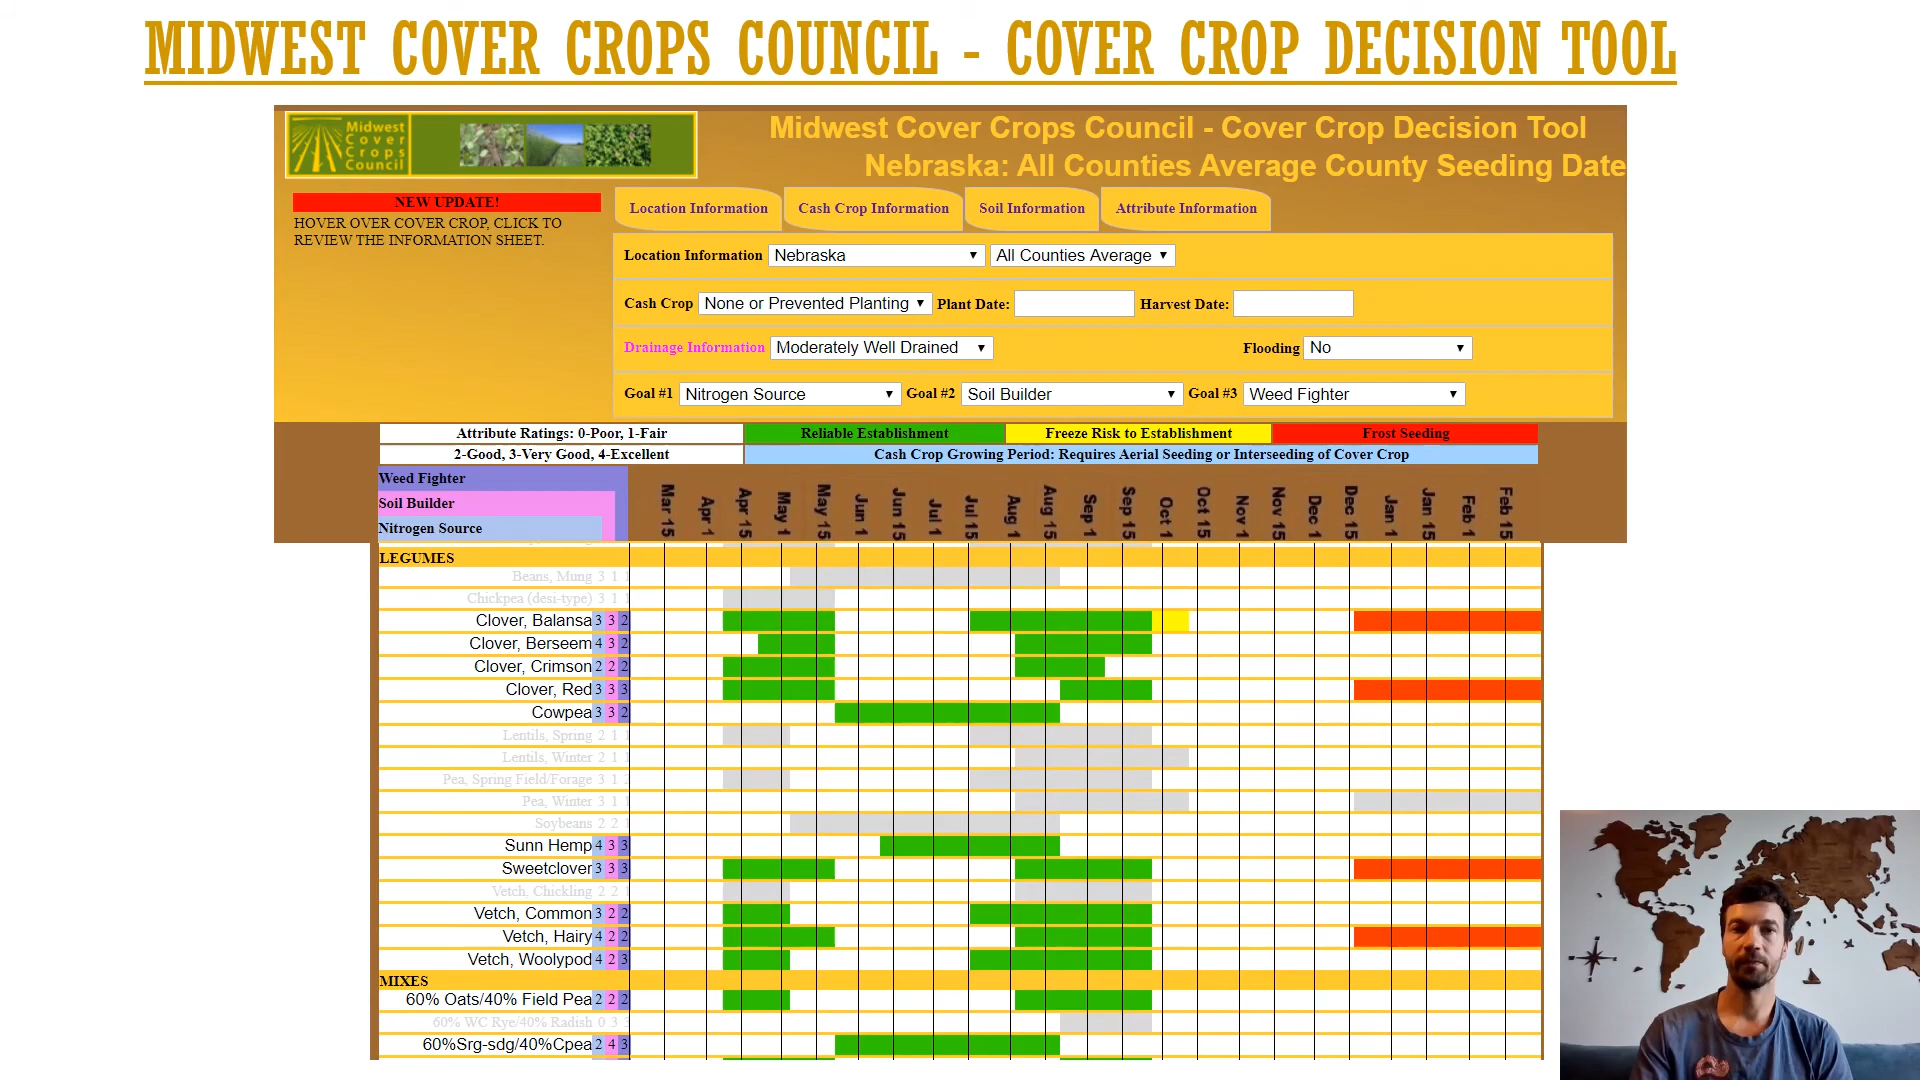 MIDWEST COVER CROPS COUNCIL - COVER CROP DECISION TOOL
Midwest
Cover
Crops
Council
Midwest Cover Crops Council - Cover Crop Decision Tool
Nebraska: All Counties Average County Seeding Date
NEW UPDATE!
HOVER OVER COVER CROP, CLICK TO
REVIEW THE INFORMATION SHEET.
Location Information Cash Crop Information Soil Information Attribute Information
Location Information Nebraska All Counties Average
Cash Crop None or Prevented Planting Plant Date: Harvest Date:
Drainage Information Moderately Well Drained Flooding No
Goal #1 Nitrogen Source Goal #2 Soil Builder Goal #3 Weed Fighter
Attribute Ratings: 0-Poor, 1-Fair Reliable Establishment Freeze Risk to Establishment Frost Seeding
2-Good, 3-Very Good, 4-Excellent Cash Crop Growing Period: Requires Aerial Seeding or Interseeding of Cover Crop
Weed Fighter
Soil Builder
Nitrogen Source
Mar 15 Apr 1 Apr 15 May 1 May 15 Jun 1 Jun 15 Jul 1 Jul 15 Aug 1 Aug 15 Sep 1 Sep 15 Oct 1 Oct 15 Nov 1 Nov 15 Dec 1 Dec 15 Jan 1 Jan 15 Feb 1 Feb 15
LEGUMES
Beans, Mung 3 1 1
Chickpea (desi-type) 3 1 1
Clover, Balansa 3 3 2
Clover, Berseem 4 3 2
Clover, Crimson 2 2 2
Clover, Red 3 3 3
Cowpea 3 3 2
Lentils, Spring 2 1 1
Lentils, Winter 2 1 1
Pea, Spring Field/Forage 3 1 2
Pea, Winter 3 1 1
Soybeans 2 2 1
Sunn Hemp 4 3 3
Sweetclover 3 3 3
Vetch, Chickling 2 2 1
Vetch, Common 3 2 2
Vetch, Hairy 4 2 2
Vetch, Woolypod 4 2 3
MIXES
60% Oats/40% Field Pea 2 2 2
60% WC Rye/40% Radish 0 3 3
60%Srg-sdg/40%Cpea 2 4 3